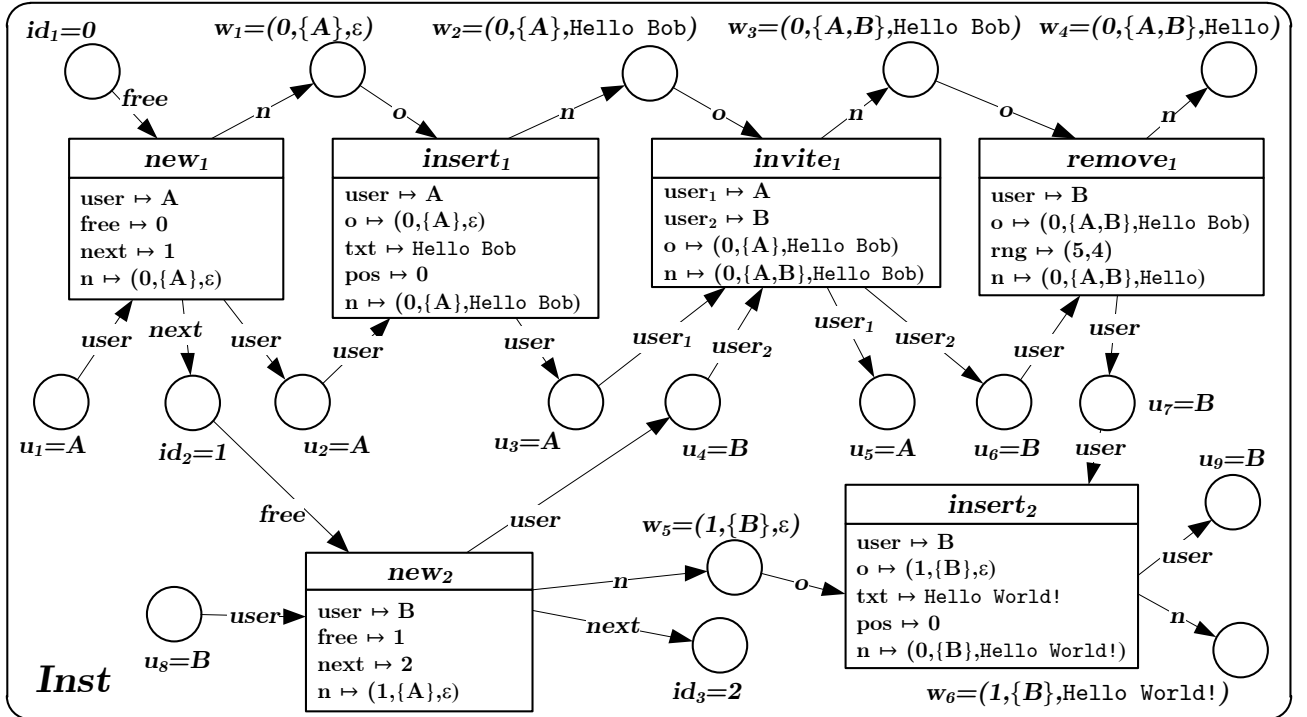 id₁=0
w₁=(0,{A},ε)
w₂=(0,{A},Hello Bob)
w₃=(0,{A,B},Hello Bob)
w₄=(0,{A,B},Hello)
free
n
o
n
o
n
o
n
new₁
user ↦ A
free ↦ 0
next ↦ 1
n ↦ (0,{A},ε)
insert₁
user ↦ A
o ↦ (0,{A},ε)
txt ↦ Hello Bob
pos ↦ 0
n ↦ (0,{A},Hello Bob)
invite₁
user₁ ↦ A
user₂ ↦ B
o ↦ (0,{A},Hello Bob)
n ↦ (0,{A,B},Hello Bob)
remove₁
user ↦ B
o ↦ (0,{A,B},Hello Bob)
rng ↦ (5,4)
n ↦ (0,{A,B},Hello)
user
next
user
user
user
user₁
user₂
user₁
user₂
user
user
u₁=A
id₂=1
u₂=A
u₃=A
u₄=B
u₅=A
u₆=B
u₇=B
user
u₉=B
free
user
w₅=(1,{B},ε)
insert₂
user ↦ B
o ↦ (1,{B},ε)
txt ↦ Hello World!
pos ↦ 0
n ↦ (0,{B},Hello World!)
user
n
new₂
user ↦ B
free ↦ 1
next ↦ 2
n ↦ (1,{A},ε)
n
o
user
next
u₈=B
id₃=2
w₆=(1,{B},Hello World!)
Inst